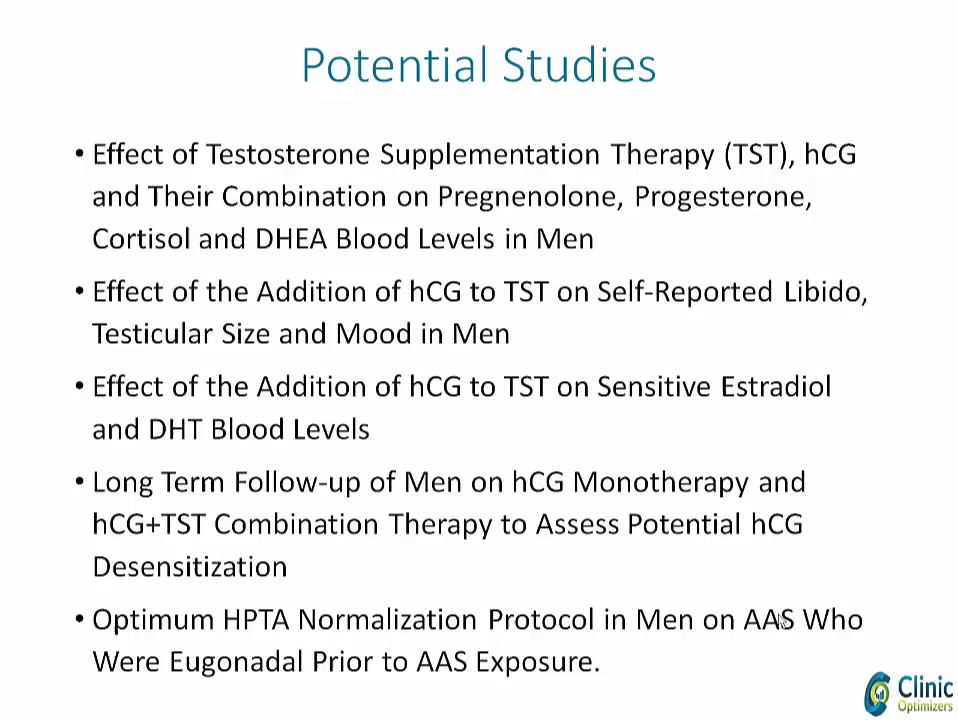 Potential Studies
• Effect of Testosterone Supplementation Therapy (TST), hCG
and Their Combination on Pregnenolone, Progesterone,
Cortisol and DHEA Blood Levels in Men
• Effect of the Addition of hCG to TST on Self-Reported Libido,
Testicular Size and Mood in Men
• Effect of the Addition of hCG to TST on Sensitive Estradiol
and DHT Blood Levels
• Long Term Follow-up of Men on hCG Monotherapy and
hCG+TST Combination Therapy to Assess Potential hCG
Desensitization
• Optimum HPTA Normalization Protocol in Men on AAS Who
Were Eugonadal Prior to AAS Exposure.
Clinic
Optimizers